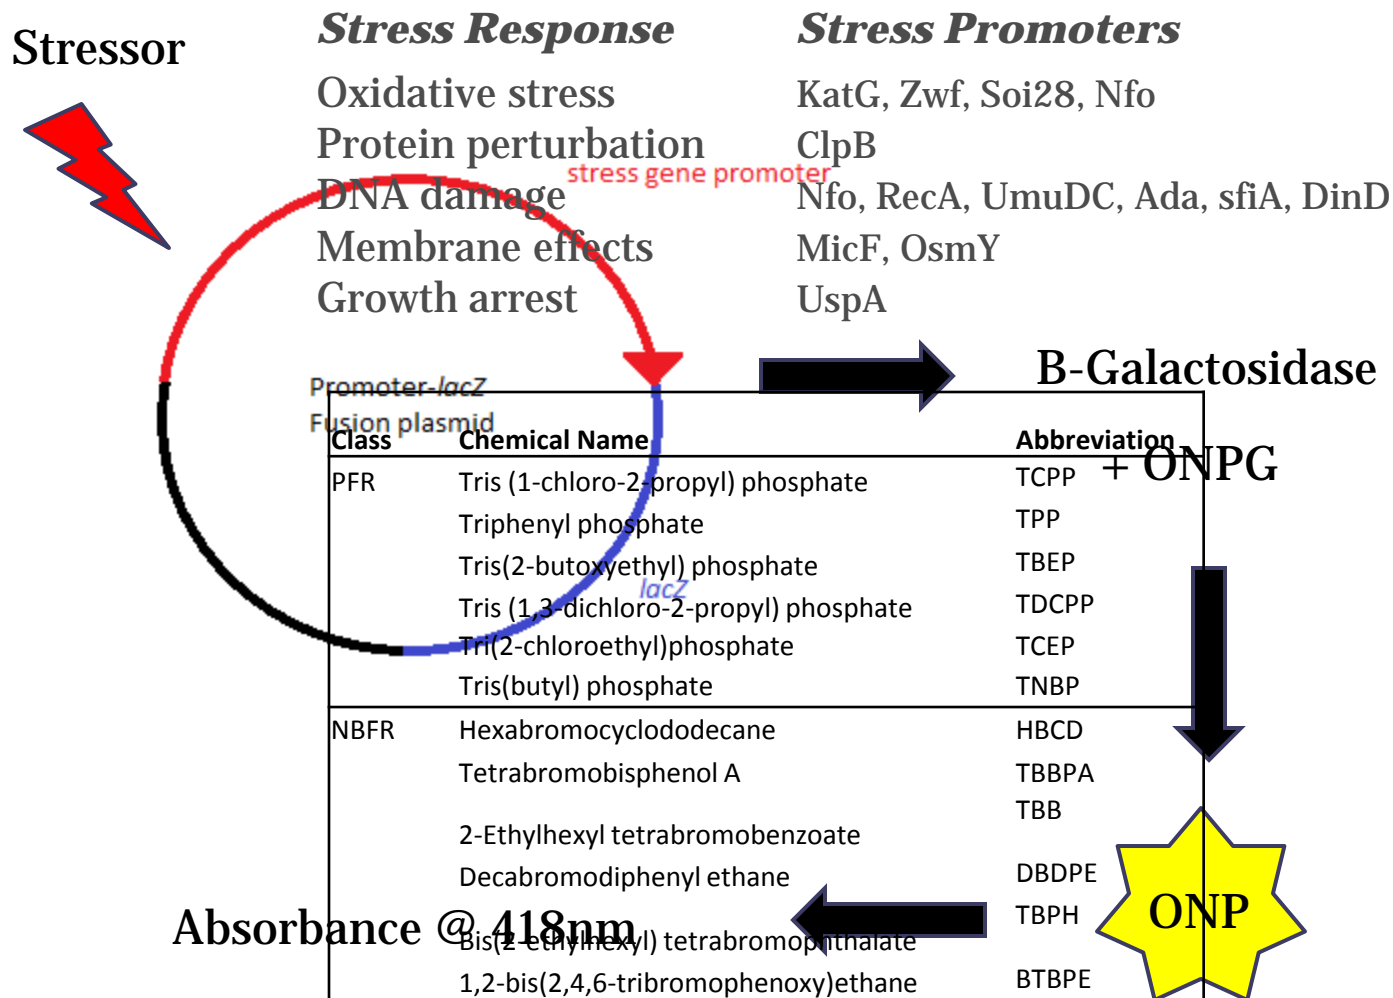 Stressor
Stress Response Stress Promoters
Oxidative stress KatG, Zwf, Soi28, Nfo
Protein perturbation ClpB
stress gene promoter
DNA damage Nfo, RecA, UmuDC, Ada, sfiA, DinD
Membrane effects MicF, OsmY
Growth arrest UspA
B-Galactosidase
Promoter-lacZ
Fusion plasmid
+ ONPG
Class Chemical Name Abbreviation
PFR Tris (1-chloro-2-propyl) phosphate TCPP
Triphenyl phosphate TPP
Tris(2-butoxyethyl) phosphate TBEP
lacZ
Tris (1,3-dichloro-2-propyl) phosphate TDCPP
Tri(2-chloroethyl)phosphate TCEP
Tris(butyl) phosphate TNBP
NBFR Hexabromocyclododecane HBCD
Tetrabromobisphenol A TBBPA
2-Ethylhexyl tetrabromobenzoate TBB
Decabromodiphenyl ethane DBDPE
Bis(2-ethylhexyl) tetrabromophthalate TBPH
1,2-bis(2,4,6-tribromophenoxy)ethane BTBPE
ONP
Absorbance @ 418nm